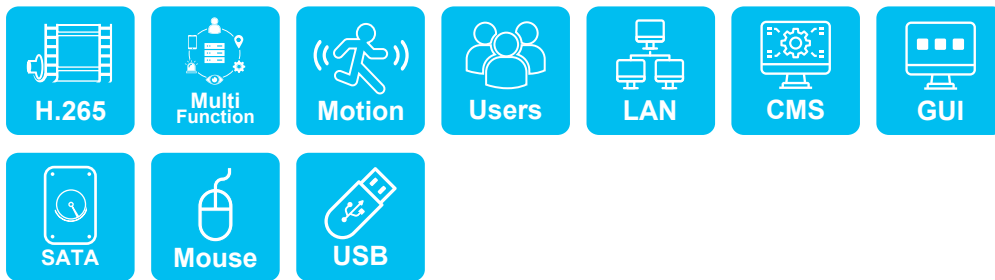 H.265
Multi
Function
Motion
Users
LAN
CMS
GUI
SATA
Mouse
USB